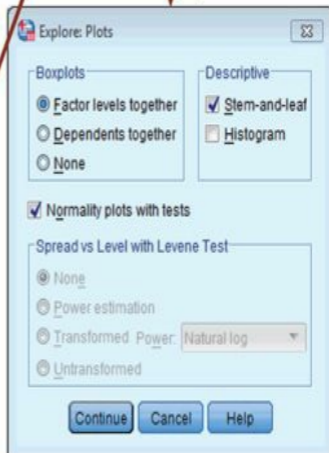 Explore: Plots
Boxplots
Factor levels together
Dependents together
None
Descriptive
Stem-and-leaf
Histogram
Normality plots with tests
Spread vs Level with Levene Test
None
Power estimation
Transformed Power: Natural log
Untransformed
Continue Cancel Help